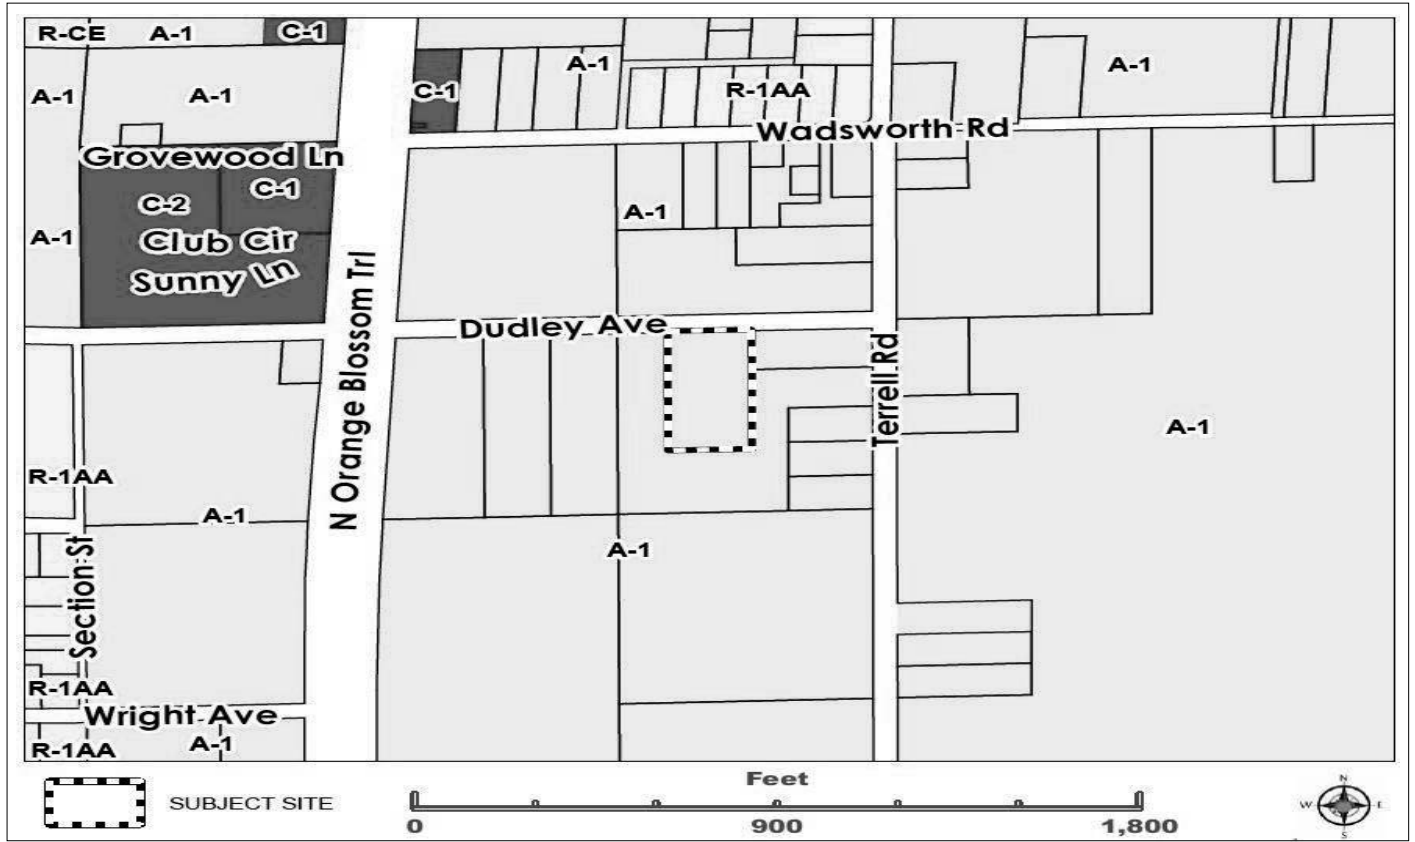 R-CE A-1 C-1
A-1 A-1 C-1 A-1 R-1AA A-1
Wadsworth Rd
Grovewood Ln
C-2 C-1
A-1
A-1
Club Cir
Sunny Ln
N Orange Blossom Trl
Dudley Ave
Terrell Rd
A-1
R-1AA
A-1
A-1
Section St
R-1AA
Wright Ave
R-1AA A-1
SUBJECT SITE
Feet
0 900 1,800
N
W E
S